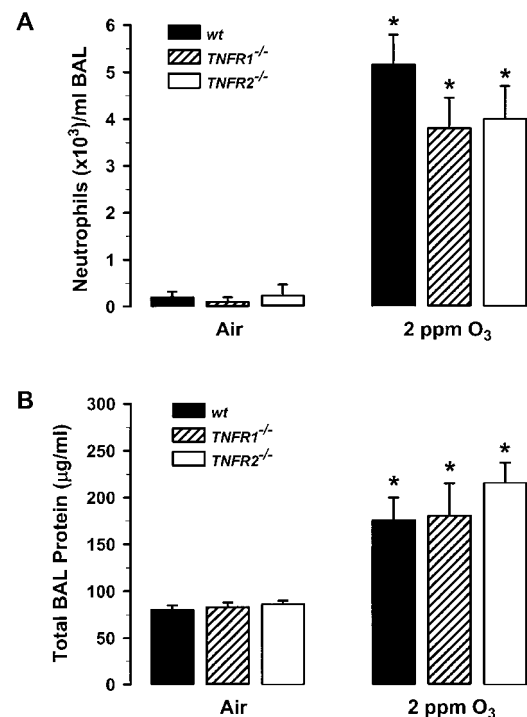 A
Neutrophils (x10³)/ml BAL
6
5
4
3
2
1
0
wt
TNFR1⁻/⁻
TNFR2⁻/⁻
*
*
*
Air
2 ppm O₃
B
Total BAL Protein (μg/ml)
300
250
200
150
100
50
0
wt
TNFR1⁻/⁻
TNFR2⁻/⁻
*
*
*
Air
2 ppm O₃